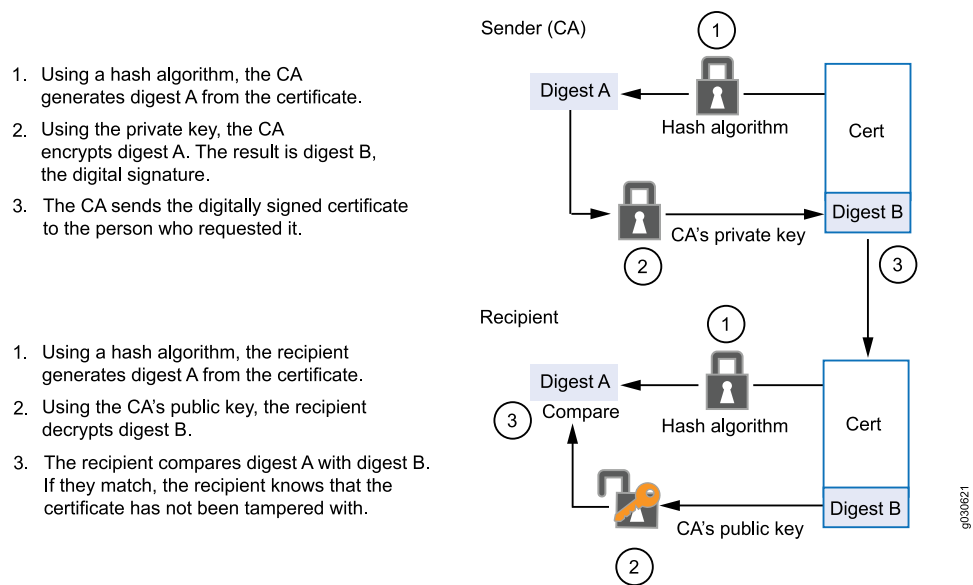 1. Using a hash algorithm, the CA
generates digest A from the certificate.
2. Using the private key, the CA
encrypts digest A. The result is digest B,
the digital signature.
3. The CA sends the digitally signed certificate
to the person who requested it.
Sender (CA)
1
Digest A
Hash algorithm
Cert
Digest B
CA’s private key
2
3
1. Using a hash algorithm, the recipient
generates digest A from the certificate.
2. Using the CA’s public key, the recipient
decrypts digest B.
3. The recipient compares digest A with digest B.
If they match, the recipient knows that the
certificate has not been tampered with.
Recipient
1
Digest A
3
Compare
Hash algorithm
Cert
Digest B
CA’s public key
2
g030621